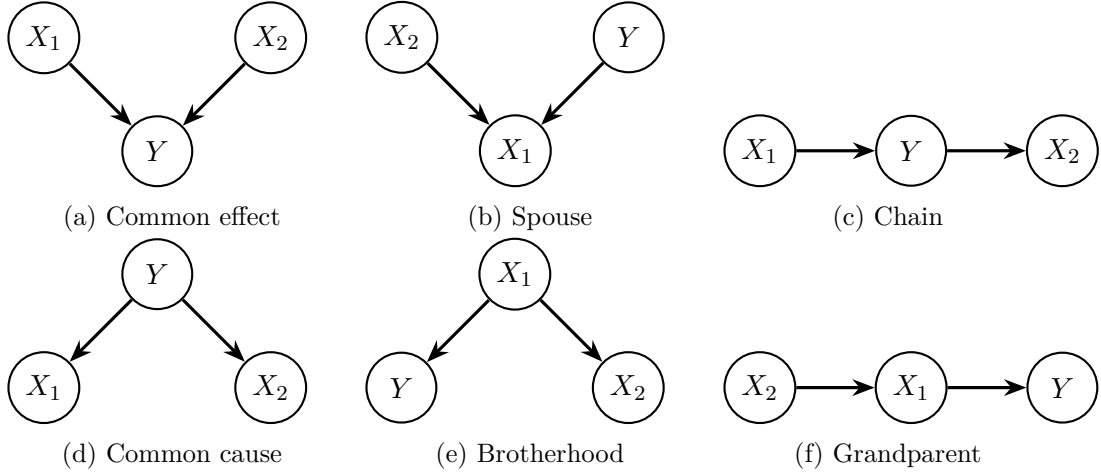 X₁ X₂ X₂ Y
Y X₁ X₁ Y X₂
(a) Common effect (b) Spouse (c) Chain
Y X₁
X₁ X₂ Y X₂ X₂ X₁ Y
(d) Common cause (e) Brotherhood (f) Grandparent